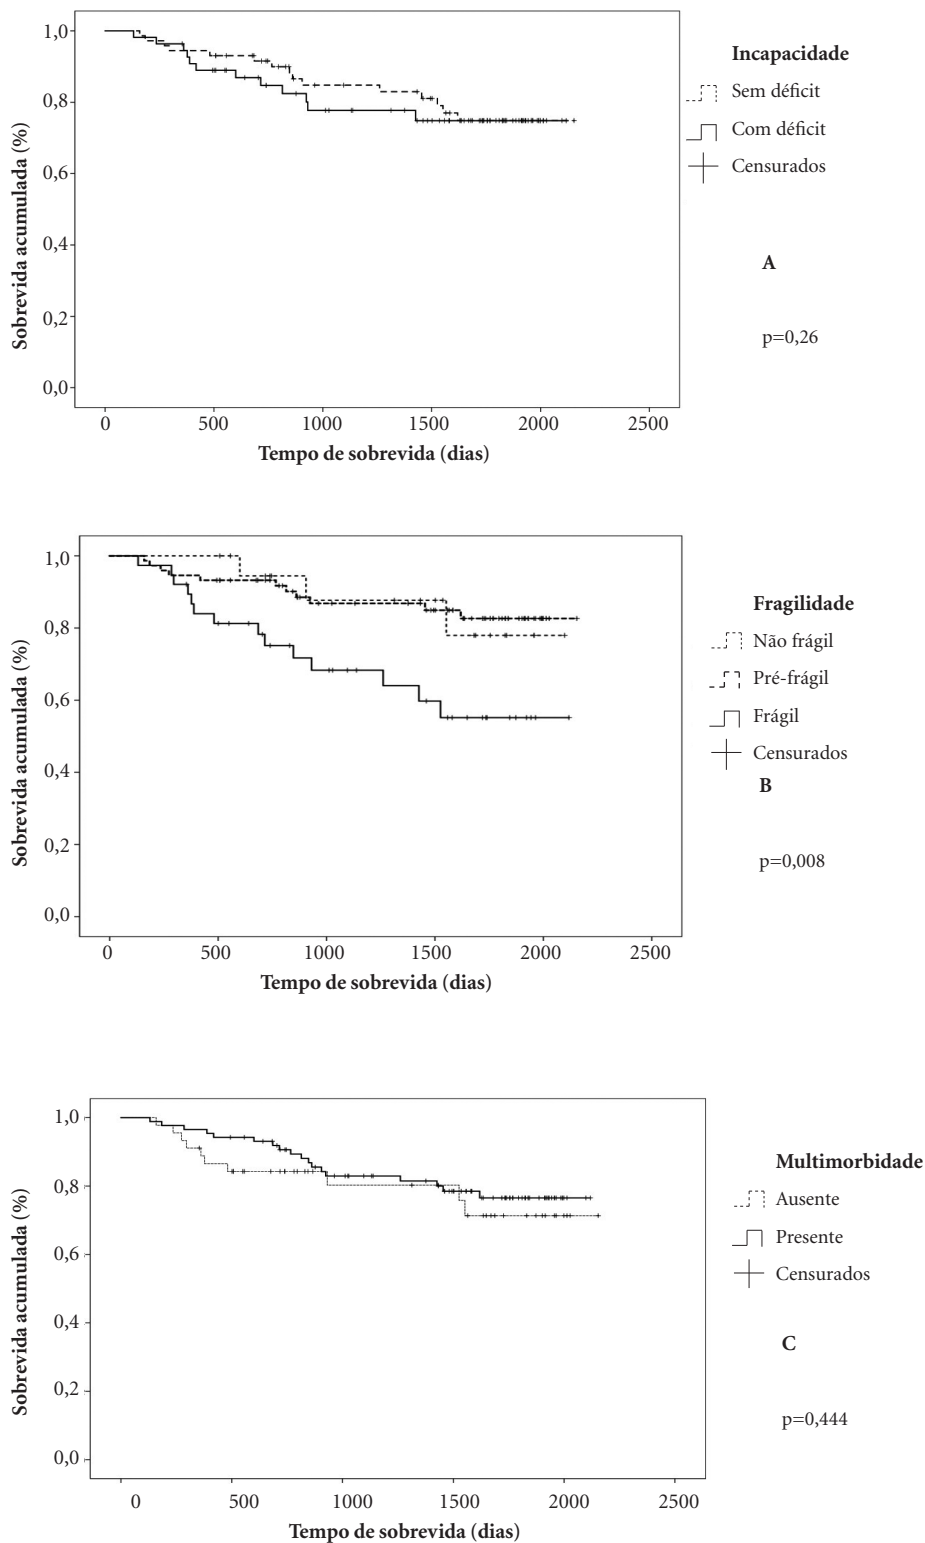 1,0
0,8
0,6
0,4
0,2
0,0
Sobrevida acumulada (%)
0 500 1000 1500 2000 2500
Tempo de sobrevida (dias)
Incapacidade
Sem déficit
Com déficit
Censurados
A
p=0,26
1,0
0,8
0,6
0,4
0,2
0,0
Sobrevida acumulada (%)
0 500 1000 1500 2000 2500
Tempo de sobrevida (dias)
Fragilidade
Não frágil
Pré-frágil
Frágil
Censurados
B
p=0,008
1,0
0,8
0,6
0,4
0,2
0,0
Sobrevida acumulada (%)
0 500 1000 1500 2000 2500
Tempo de sobrevida (dias)
Multimorbidade
Ausente
Presente
Censurados
C
p=0,444